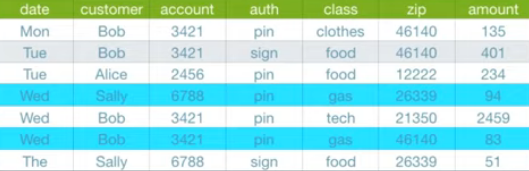 date customer account auth class zip amount
Mon Bob 3421 pin clothes 46140 135
Tue Bob 3421 sign food 46140 401
Tue Alice 2456 pin food 12222 234
Wed Sally 6788 pin gas 26339 94
Wed Bob 3421 pin tech 21350 2459
Wed Bob 3421 pin gas 46140 83
The Sally 6788 sign food 26339 51